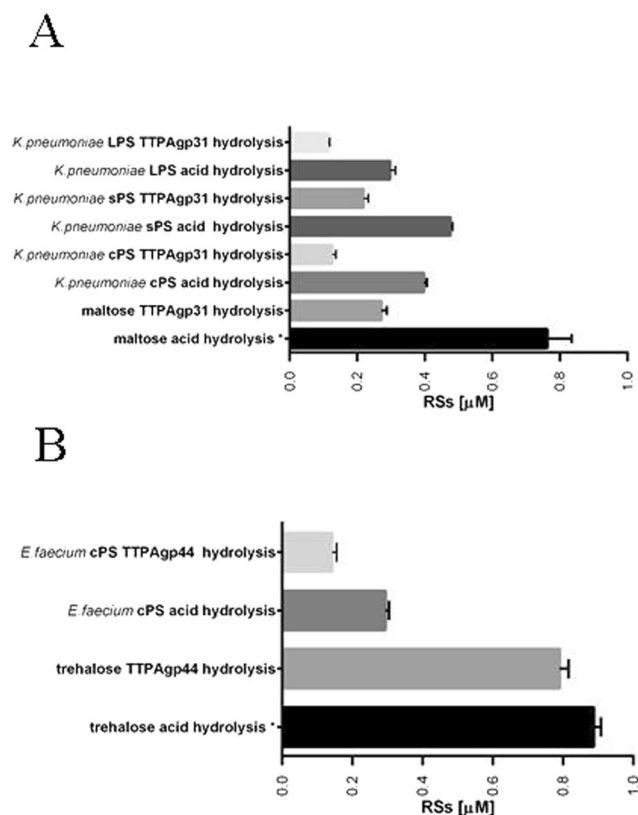 A
K.pneumoniae LPS TTPAgp31 hydrolysis
K.pneumoniae LPS acid hydrolysis
K.pneumoniae sPS TTPAgp31 hydrolysis
K.pneumoniae sPS acid hydrolysis
K.pneumoniae cPS TTPAgp31 hydrolysis
K.pneumoniae cPS acid hydrolysis
maltose TTPAgp31 hydrolysis
maltose acid hydrolysis *
0.0 0.2 0.4 0.6 0.8 1.0
RSs [µM]
B
E.faecium cPS TTPAgp44 hydrolysis
E.faecium cPS acid hydrolysis
trehalose TTPAgp44 hydrolysis
trehalose acid hydrolysis *
0.0 0.2 0.4 0.6 0.8 1.0
RSs [µM]